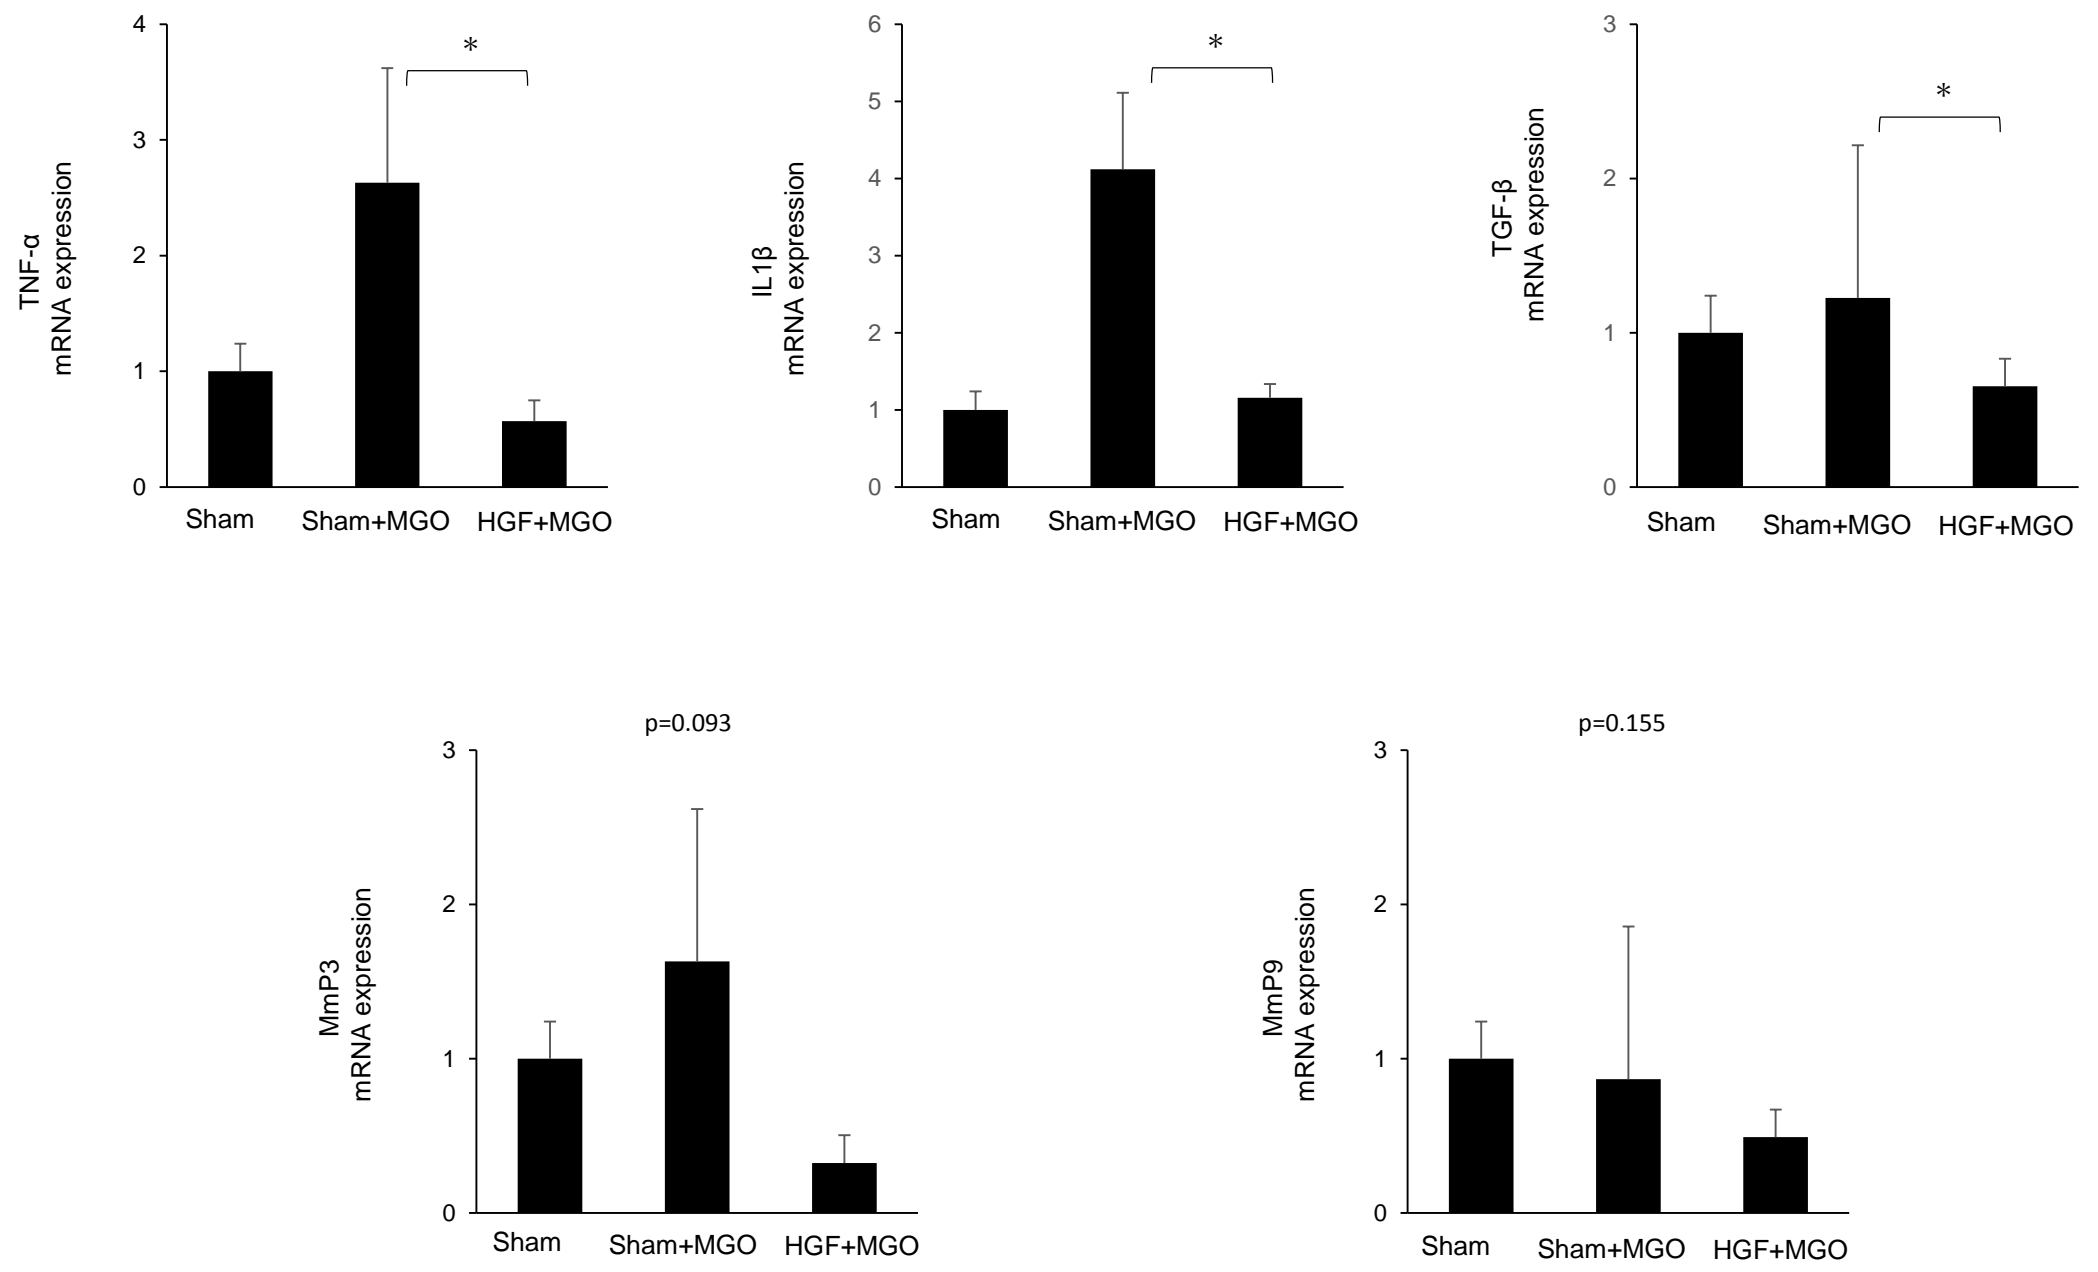 TNF-α
mRNA expression
4
3
2
1
0
*
Sham
Sham+MGO
HGF+MGO
IL1β
mRNA expression
6
5
4
3
2
1
0
*
Sham
Sham+MGO
HGF+MGO
TGF-β
mRNA expression
3
2
1
0
*
Sham
Sham+MGO
HGF+MGO
p=0.093
MmP3
mRNA expression
3
2
1
0
Sham
Sham+MGO
HGF+MGO
p=0.155
MmP9
mRNA expression
3
2
1
0
Sham
Sham+MGO
HGF+MGO